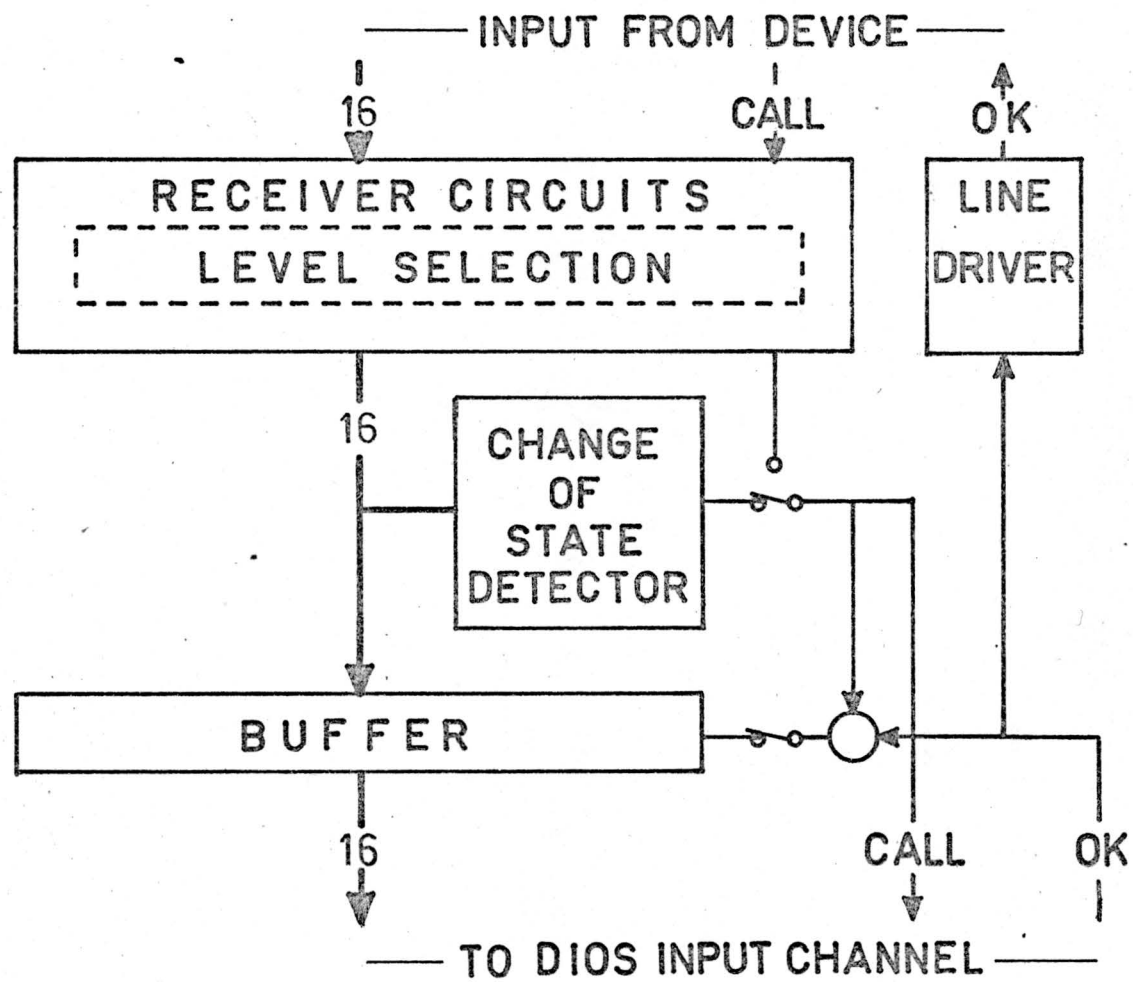 INPUT FROM DEVICE
16
CALL
OK
RECEIVER CIRCUITS
LEVEL SELECTION
LINE
DRIVER
16
CHANGE
OF
STATE
DETECTOR
BUFFER
16
CALL
OK
TO DIOS INPUT CHANNEL